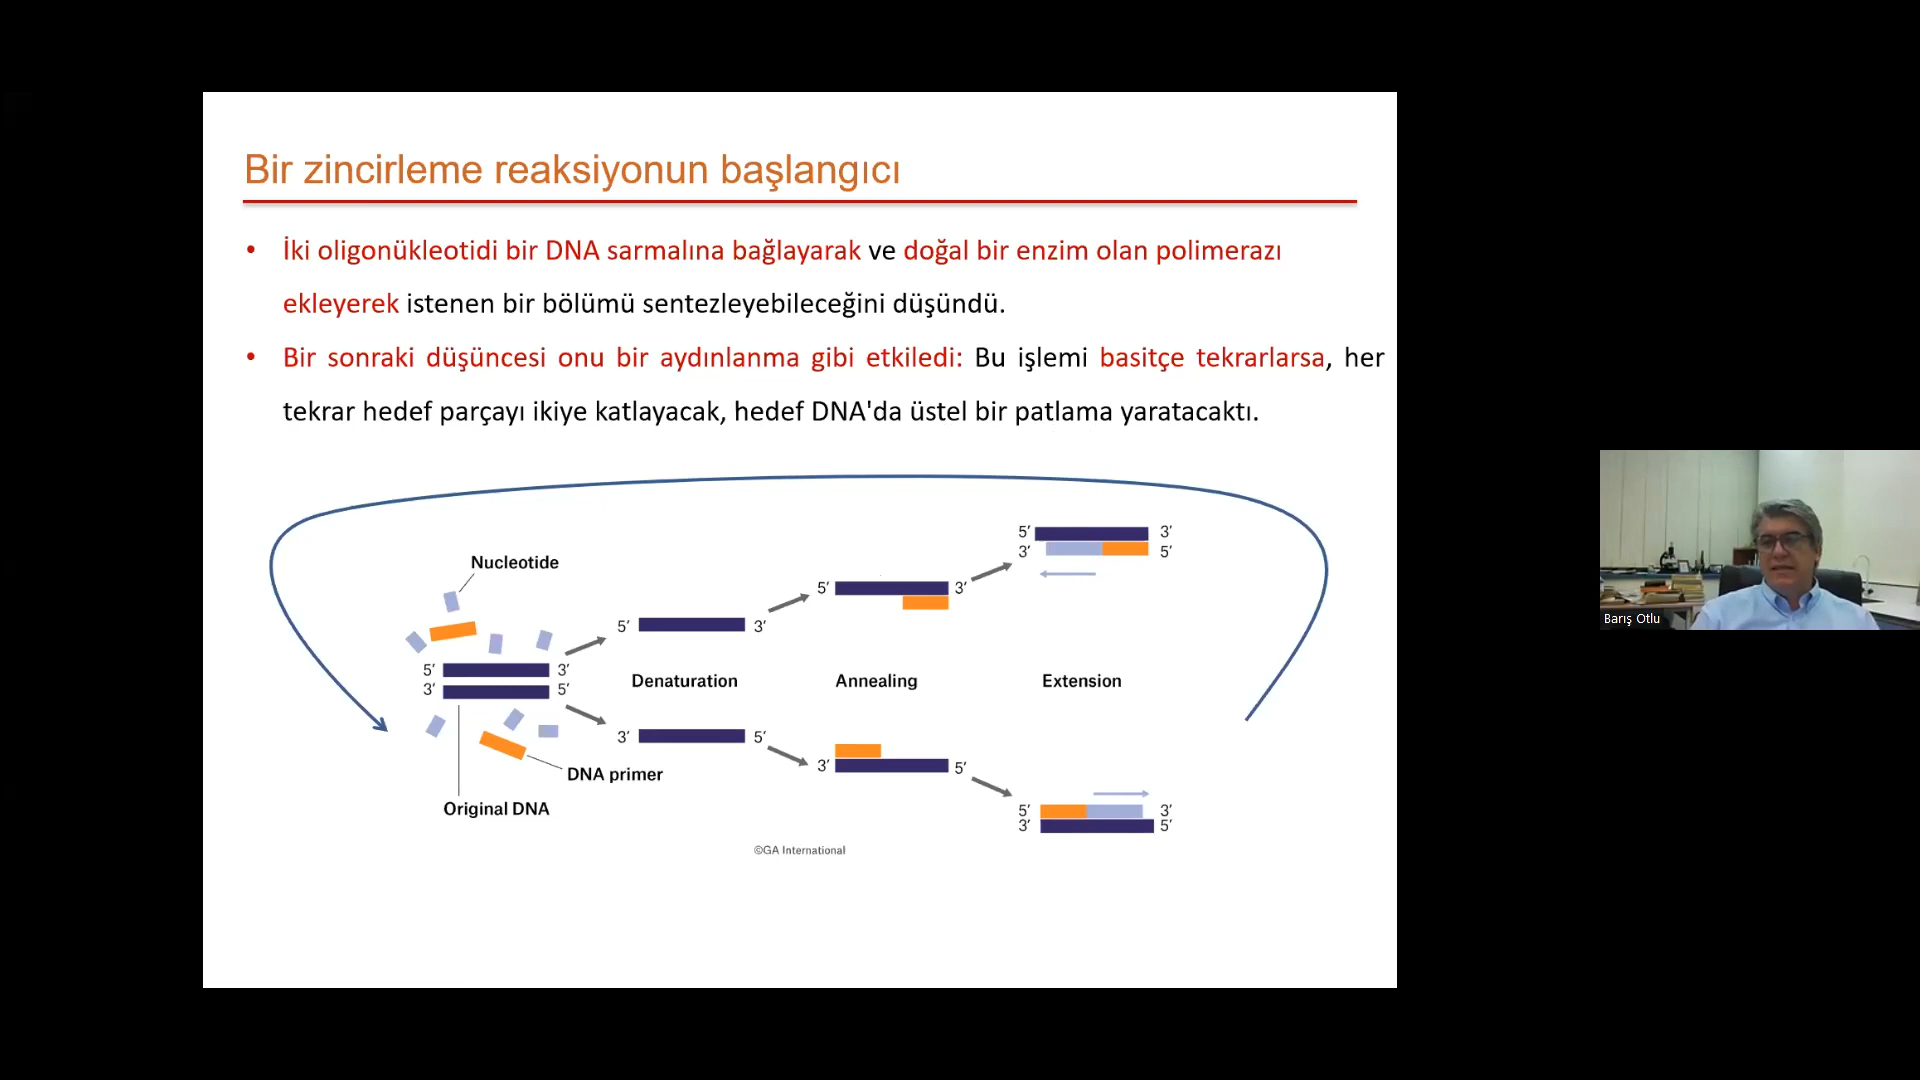 Bir zincirleme reaksiyonun başlangıcı
• İki oligonükleotidi bir DNA sarmalına bağlayarak ve doğal bir enzim olan polimerazı
ekleyerek istenen bir bölümü sentezleyebileceğini düşündü.
• Bir sonraki düşüncesi onu bir aydınlanma gibi etkiledi: Bu işlemi basitçe tekrarlarsa, her
tekrar hedef parçayı ikiye katlayacak, hedef DNA'da üstel bir patlama yaratacaktı.
5′ 3′
3′ 5′
Nucleotide
5′ 3′
5′ 3′
5′ 3′
3′ 5′
Denaturation Annealing Extension
3′ 5′
3′ 5′
DNA primer
Original DNA
5′ 3′
3′ 5′
©GA International
Barış Otlu